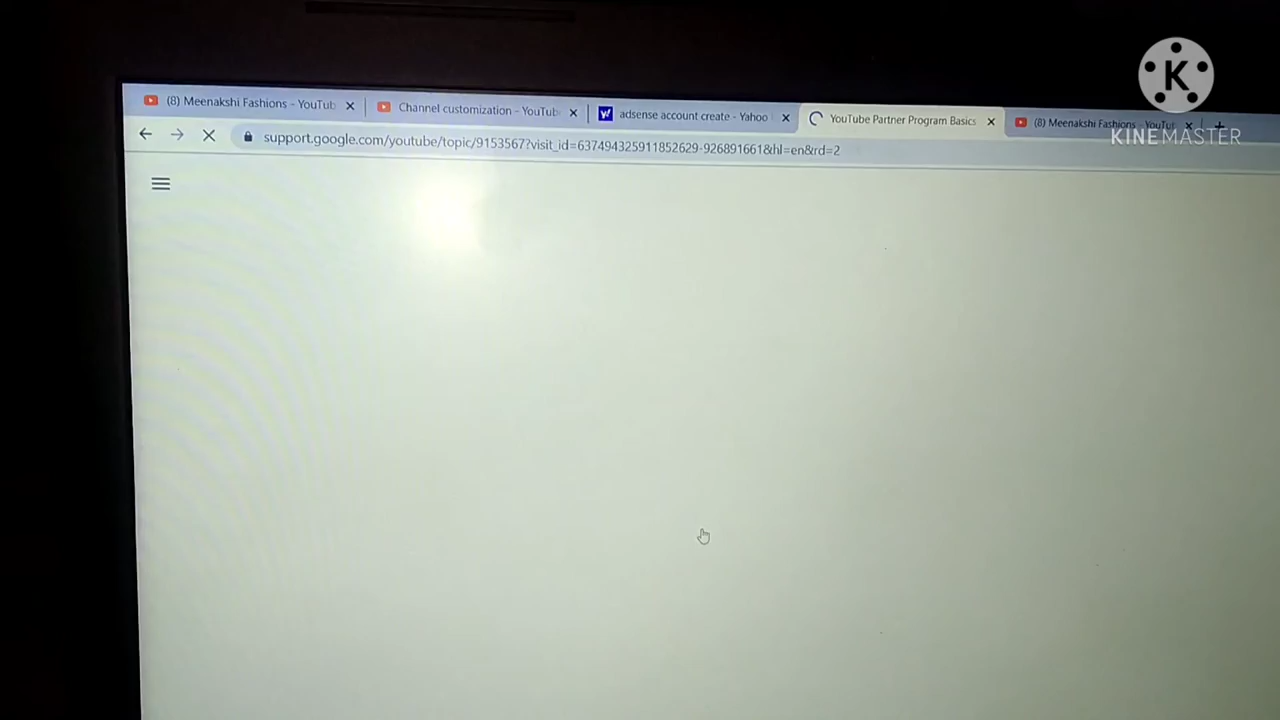 (8) Meenakshi Fashions - YouTub
Channel customization - YouTub
adsense account create - Yahoo
YouTube Partner Program Basics
(8) Meenakshi Fashions - YouTu
support.google.com/youtube/topic/9153567?visit_id=637494325911852629-926891661&hl=en&rd=2
K
KINEMASTER